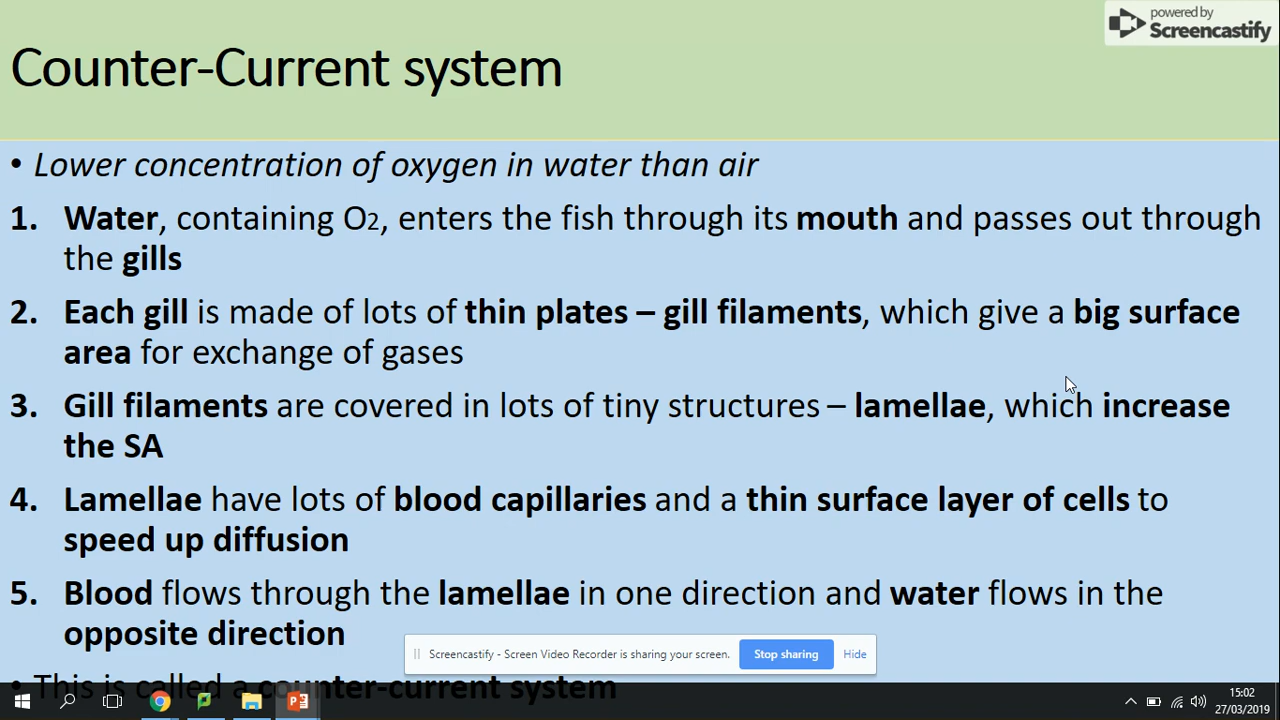 powered by
Screencastify
Counter-Current system
• Lower concentration of oxygen in water than air
1. Water, containing O2, enters the fish through its mouth and passes out through
the gills
2. Each gill is made of lots of thin plates – gill filaments, which give a big surface
area for exchange of gases
3. Gill filaments are covered in lots of tiny structures – lamellae, which increase
the SA
4. Lamellae have lots of blood capillaries and a thin surface layer of cells to
speed up diffusion
5. Blood flows through the lamellae in one direction and water flows in the
opposite direction
Screencastify - Screen Video Recorder is sharing your screen. Stop sharing Hide
• This is called a counter-current system
15:02
27/03/2019